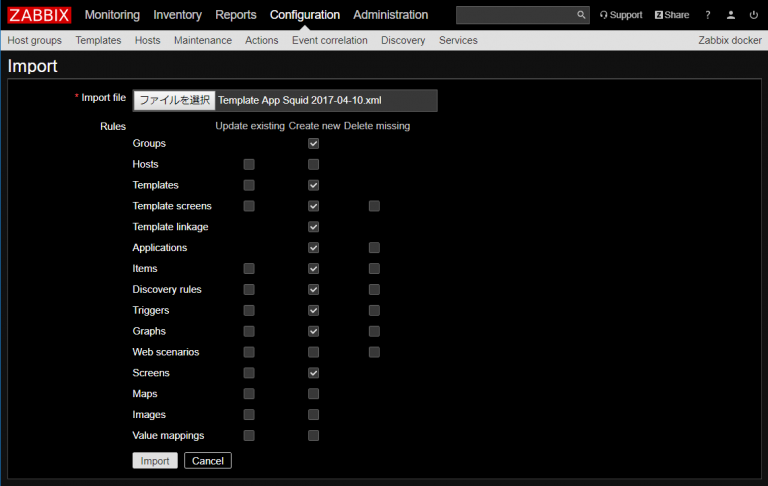 ZABBIX Monitoring Inventory Reports Configuration Administration Support Z Share ?
Host groups Templates Hosts Maintenance Actions Event correlation Discovery Services Zabbix docker
Import
* Import file ファイルを選択 Template App Squid 2017-04-10.xml
Rules Update existing Create new Delete missing
Groups
Hosts
Templates
Template screens
Template linkage
Applications
Items
Discovery rules
Triggers
Graphs
Web scenarios
Screens
Maps
Images
Value mappings
Import Cancel